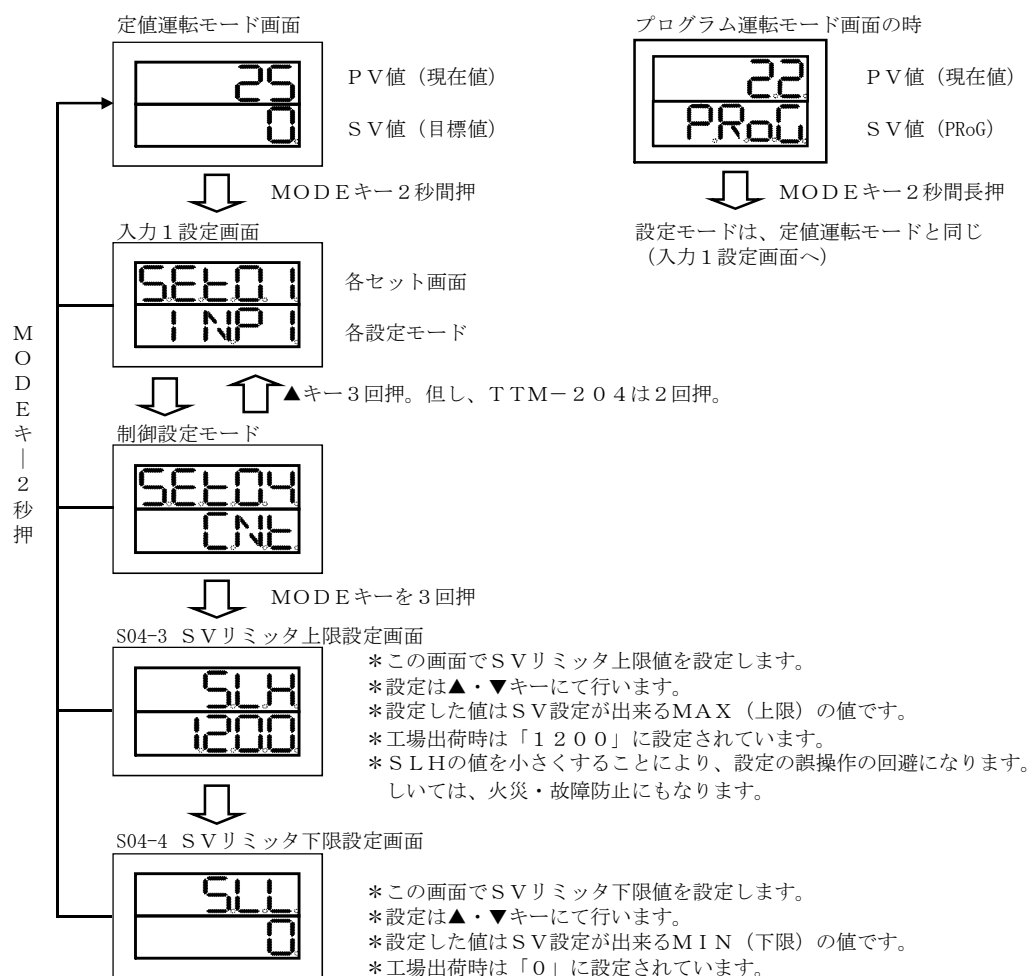 定値運転モード画面
25
0
ＰＶ値（現在値）
ＳＶ値（目標値）
プログラム運転モード画面の時
22
PRoG
ＰＶ値（現在値）
ＳＶ値（PRoG）
ＭＯＤＥキー２秒間押
ＭＯＤＥキー２秒間長押
設定モードは、定値運転モードと同じ
（入力１設定画面へ）
入力１設定画面
SEt01
INP1
各セット画面
各設定モード
▲キー３回押。但し、ＴＴＭ－２０４は２回押。
ＭＯＤＥキー２秒押
制御設定モード
SEt04
CNt
ＭＯＤＥキーを３回押
S04-3 ＳＶリミッタ上限設定画面
SLH
1200
＊この画面でＳＶリミッタ上限値を設定します。
＊設定は▲・▼キーにて行います。
＊設定した値はＳＶ設定が出来るＭＡＸ（上限）の値です。
＊工場出荷時は「１２００」に設定されています。
＊ＳＬＨの値を小さくすることにより、設定の誤操作の回避になります。
しいては、火災・故障防止にもなります。
S04-4 ＳＶリミッタ下限設定画面
SLL
0
＊この画面でＳＶリミッタ下限値を設定します。
＊設定は▲・▼キーにて行います。
＊設定した値はＳＶ設定が出来るＭＩＮ（下限）の値です。
＊工場出荷時は「０」に設定されています。